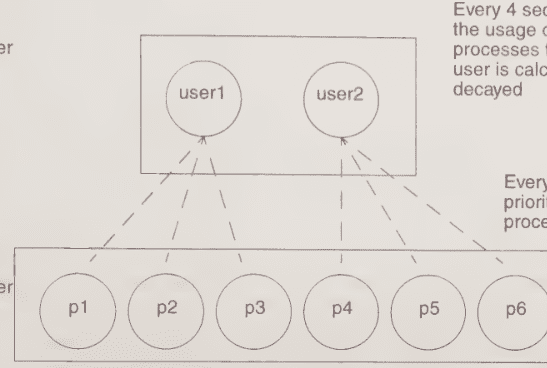 Every 4 sec
the usage o
processes
user is calc
decayed
er
user1
user2
Every
priori
proce
er
p1
p2
p3
p4
p5
p6